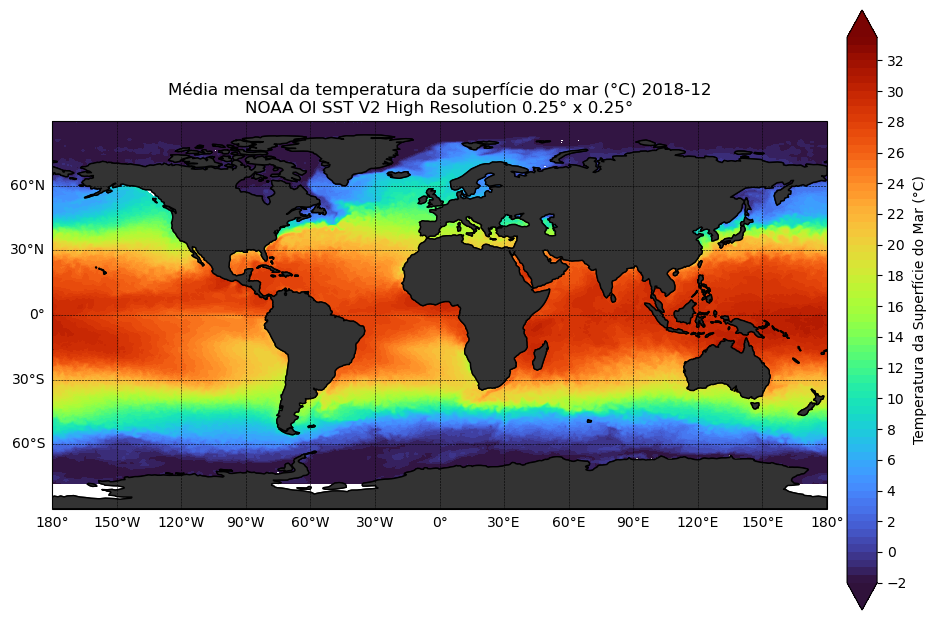 Média mensal da temperatura da superfície do mar (°C) 2018-12
NOAA OI SST V2 High Resolution 0.25° x 0.25°
60°N
30°N
0°
30°S
60°S
180° 150°W 120°W 90°W 60°W 30°W 0° 30°E 60°E 90°E 120°E 150°E 180°
32
30
28
26
24
22
20
18
16
14
12
10
8
6
4
2
0
−2
Temperatura da Superfície do Mar (°C)